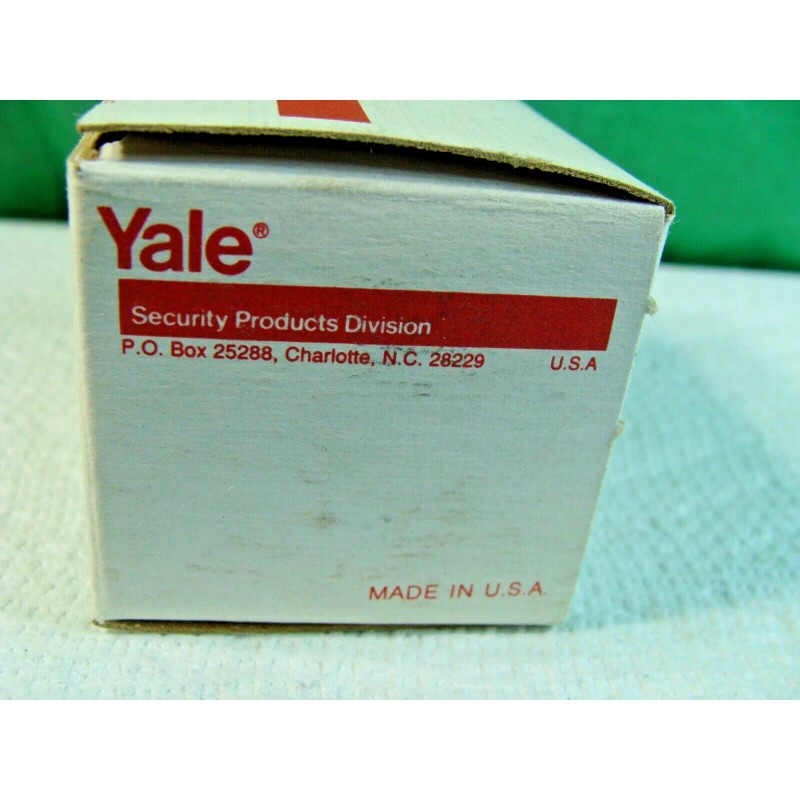 Yale®
Security Products Division
P.O. Box 25288, Charlotte, N.C. 28229 U.S.A
MADE IN U.S.A.